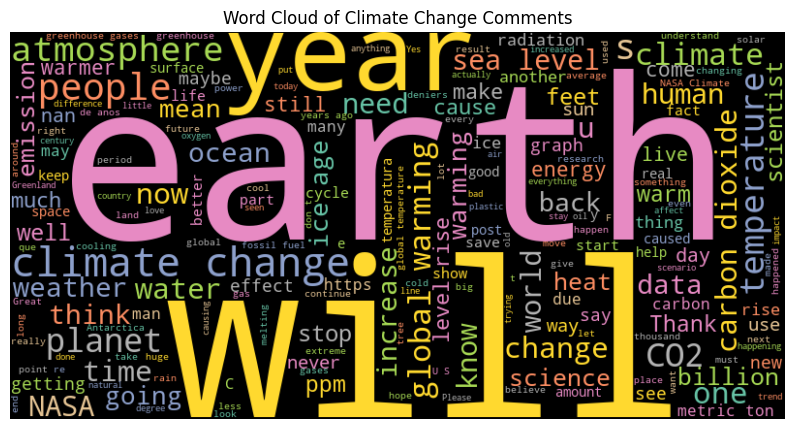 Word Cloud of Climate Change Comments
greenhouse gases
greenhouse
year
anything
Yes
result
increased
radiation
used
understand
solar
atmosphere
surface
maybe
put
sea level
s
climate
changing
warmer
emission
people
life
today
power
deniers
actually
another
average
come
NASA Climate
difference
de anos
little
mean
still
need
cause
make
feet
human
fact
nan
years ago
every
sun
right
future
many
u
scientist
may
century
oxygen
ocean
earth
temperature
keep
period
around
Greenland
much
country
now
better
cycle
ice age
don t
temperatura
global temperature
lot
air
ice
graph
research
good
everything
live
real
something
even
carbon dioxide
space
land
love
cool
part
seen
bad
plastic
energy
stay
oil
y
F
warm
affect
impact
made
well
que
cooling
global
fossil fuel
e
increase
global warming
warming
post
save
old
back
move
happen
thing
happened
climate change
weather
water
effect
https
level
rise
show
start
world
caused
help
data
day
scenario
Great
long
think
man
gas
continue
line
cold
big
know
trying
t
give
heat
due
say
carbon
Thank
rise
really
Antarctica
causing
will
melting
stop
tree
way
let
thousand
use
next
happening
planet
done
take
huge
extreme
never
change
CO2
must
new
time
point re
natural
rain
gases
U S
science
believe
amount
place
want
see
billion
one
getting
going
C
less
look
ppm
hope
Please
metric ton
trend
end
NASA
degree